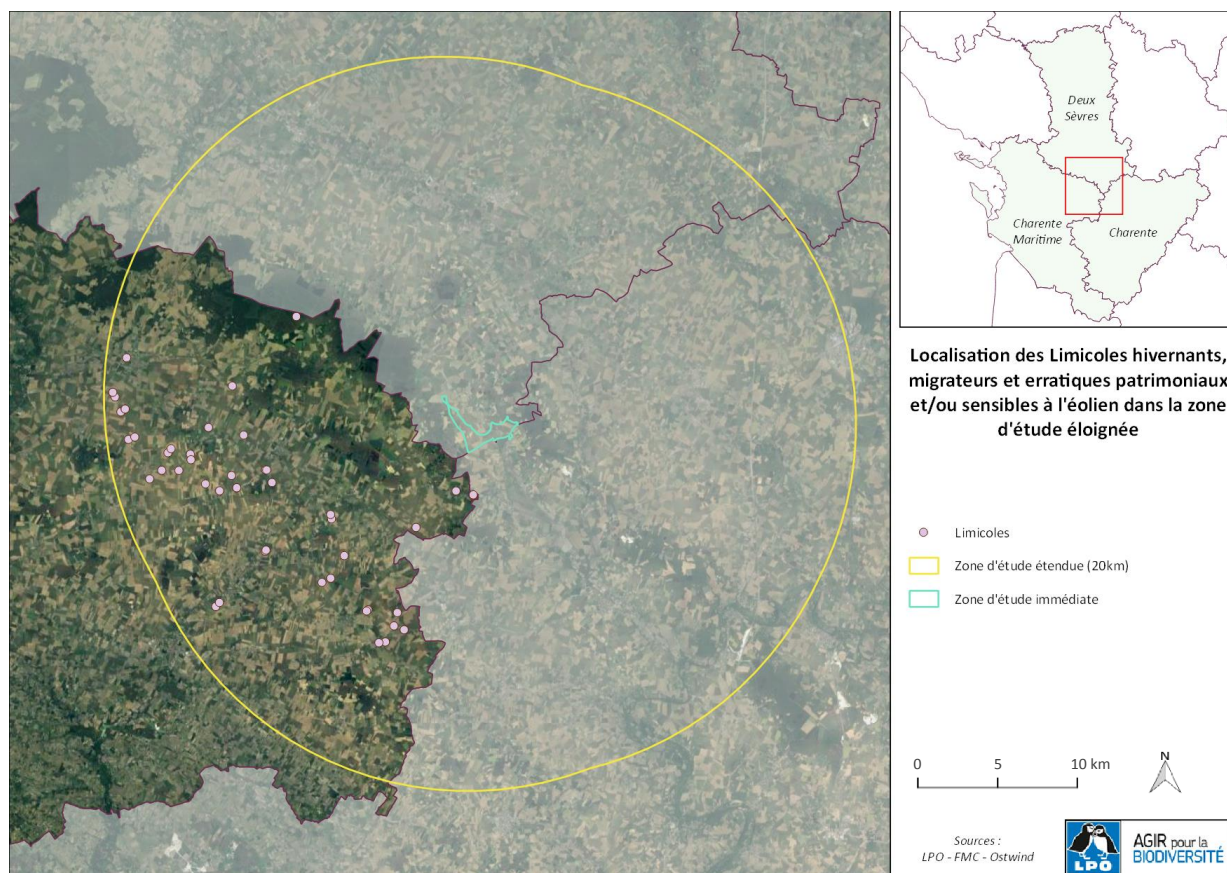 Deux
Sèvres
Charente
Maritime
Charente
Localisation des Limicoles hivernants,
migrateurs et erratiques patrimoniaux
et/ou sensibles à l'éolien dans la zone
d'étude éloignée
Limicoles
Zone d'étude étendue (20km)
Zone d'étude immédiate
0 5 10 km
N
Sources :
LPO - FMC - Ostwind
LPO
AGIR pour la
BIODIVERSITÉ